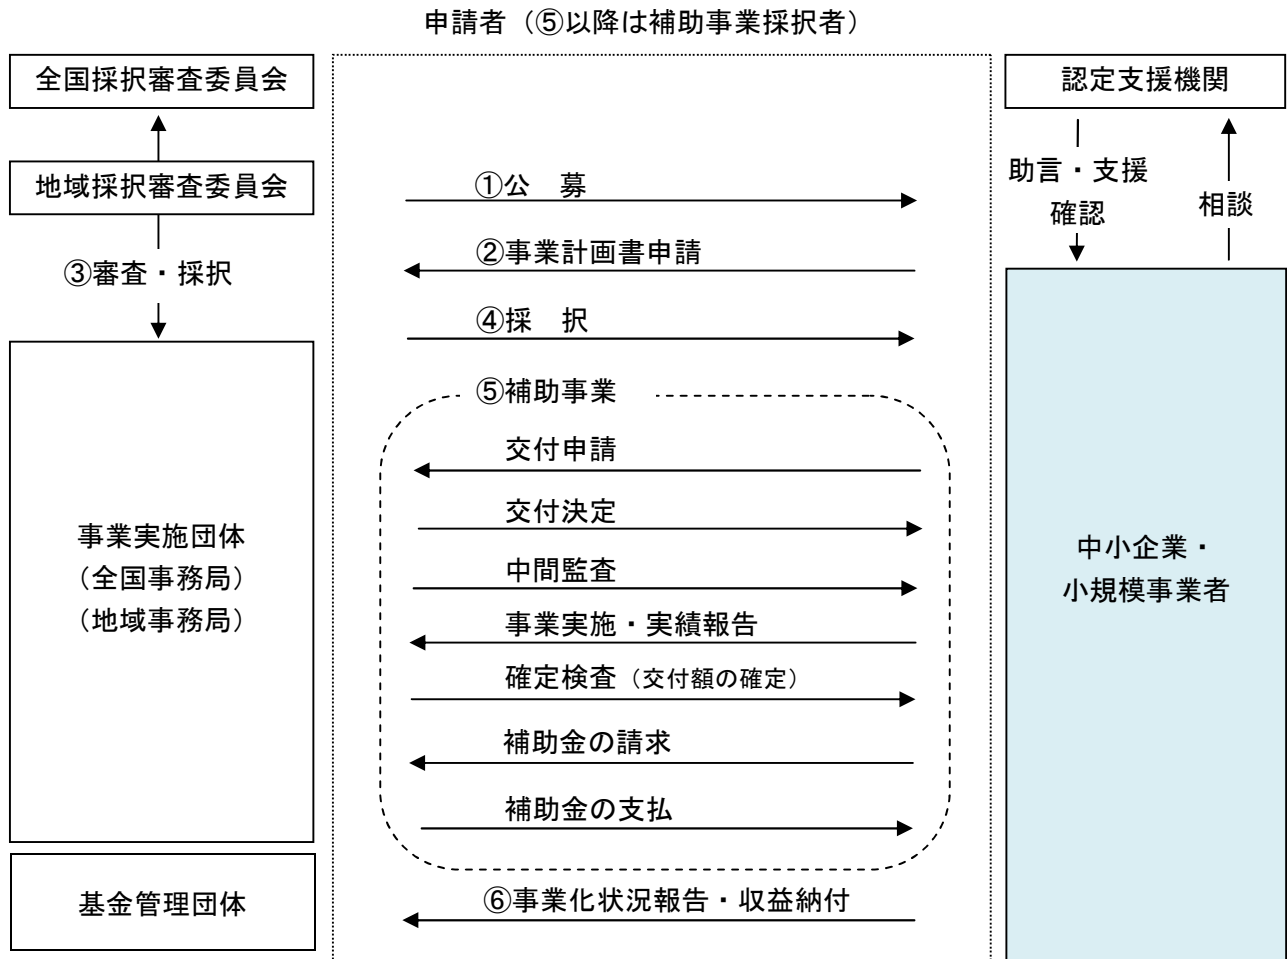 申請者（⑤以降は補助事業採択者）
全国採択審査委員会
地域採択審査委員会
③審査・採択
事業実施団体
（全国事務局）
（地域事務局）
基金管理団体
①公　募
②事業計画書申請
④採　択
⑤補助事業
交付申請
交付決定
中間監査
事業実施・実績報告
確定検査（交付額の確定）
補助金の請求
補助金の支払
⑥事業化状況報告・収益納付
認定支援機関
助言・支援
確認
相談
中小企業・
小規模事業者